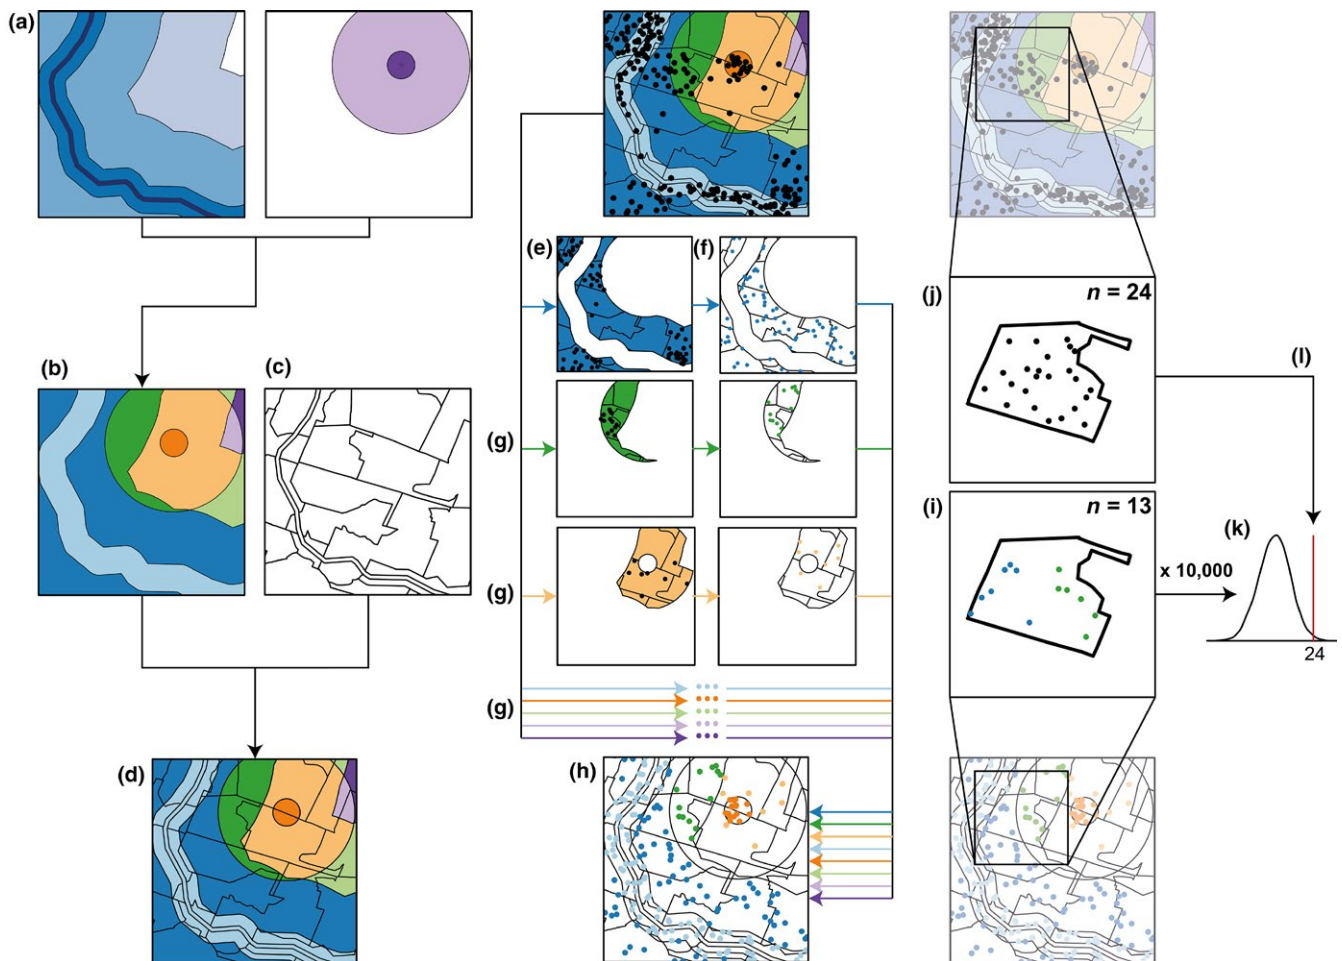 (a)
(b)
(c)
(d)
(e)
(f)
(g)
(g)
(g)
(h)
(j)
n = 24
(i)
n = 13
(l)
(k)
x 10,000
24